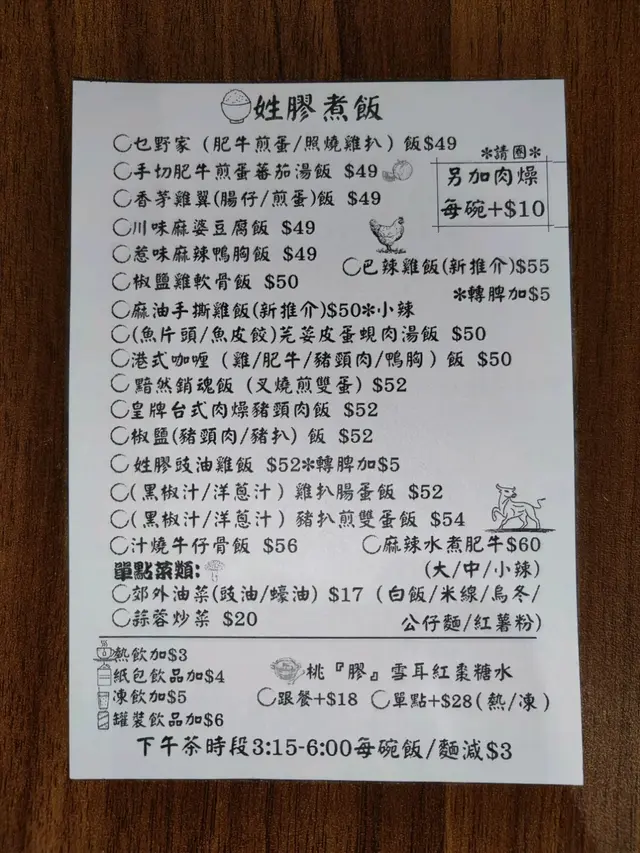 姓膠煮飯
乜野家（肥牛煎蛋/照燒雞扒）飯$49
＊請圈＊
手切肥牛煎蛋蕃茄湯飯 $49
另加肉燥
每碗+$10
香茅雞翼(腸仔/煎蛋)飯 $49
川味麻婆豆腐飯 $49
惹味麻辣鴨胸飯 $49
巴辣雞飯(新推介)$55
＊轉脾加$5
椒鹽雞軟骨飯 $50
麻油手撕雞飯(新推介)$50＊小辣
(魚片頭/魚皮餃)芫荽皮蛋蜆肉湯飯 $50
港式咖喱（雞/肥牛/豬頸肉/鴨胸）飯 $50
黯然銷魂飯（叉燒煎雙蛋）$52
皇牌台式肉燥豬頸肉飯 $52
椒鹽(豬頸肉/豬扒) 飯 $52
姓膠豉油雞飯 $52＊轉脾加$5
(黑椒汁/洋蔥汁）雞扒腸蛋飯 $52
(黑椒汁/洋蔥汁）豬扒煎雙蛋飯 $54
汁燒牛仔骨飯 $56
麻辣水煮肥牛$60
(大/中/小辣)
(白飯/米線/烏冬/
公仔麵/紅薯粉)
單點菜類:
郊外油菜(豉油/蠔油) $17
蒜蓉炒菜 $20
熱飲加$3
紙包飲品加$4
凍飲加$5
罐裝飲品加$6
桃『膠』雪耳紅棗糖水
跟餐+$18 單點+$28(熱/凍)
下午茶時段3:15-6:00每碗飯/麵減$3